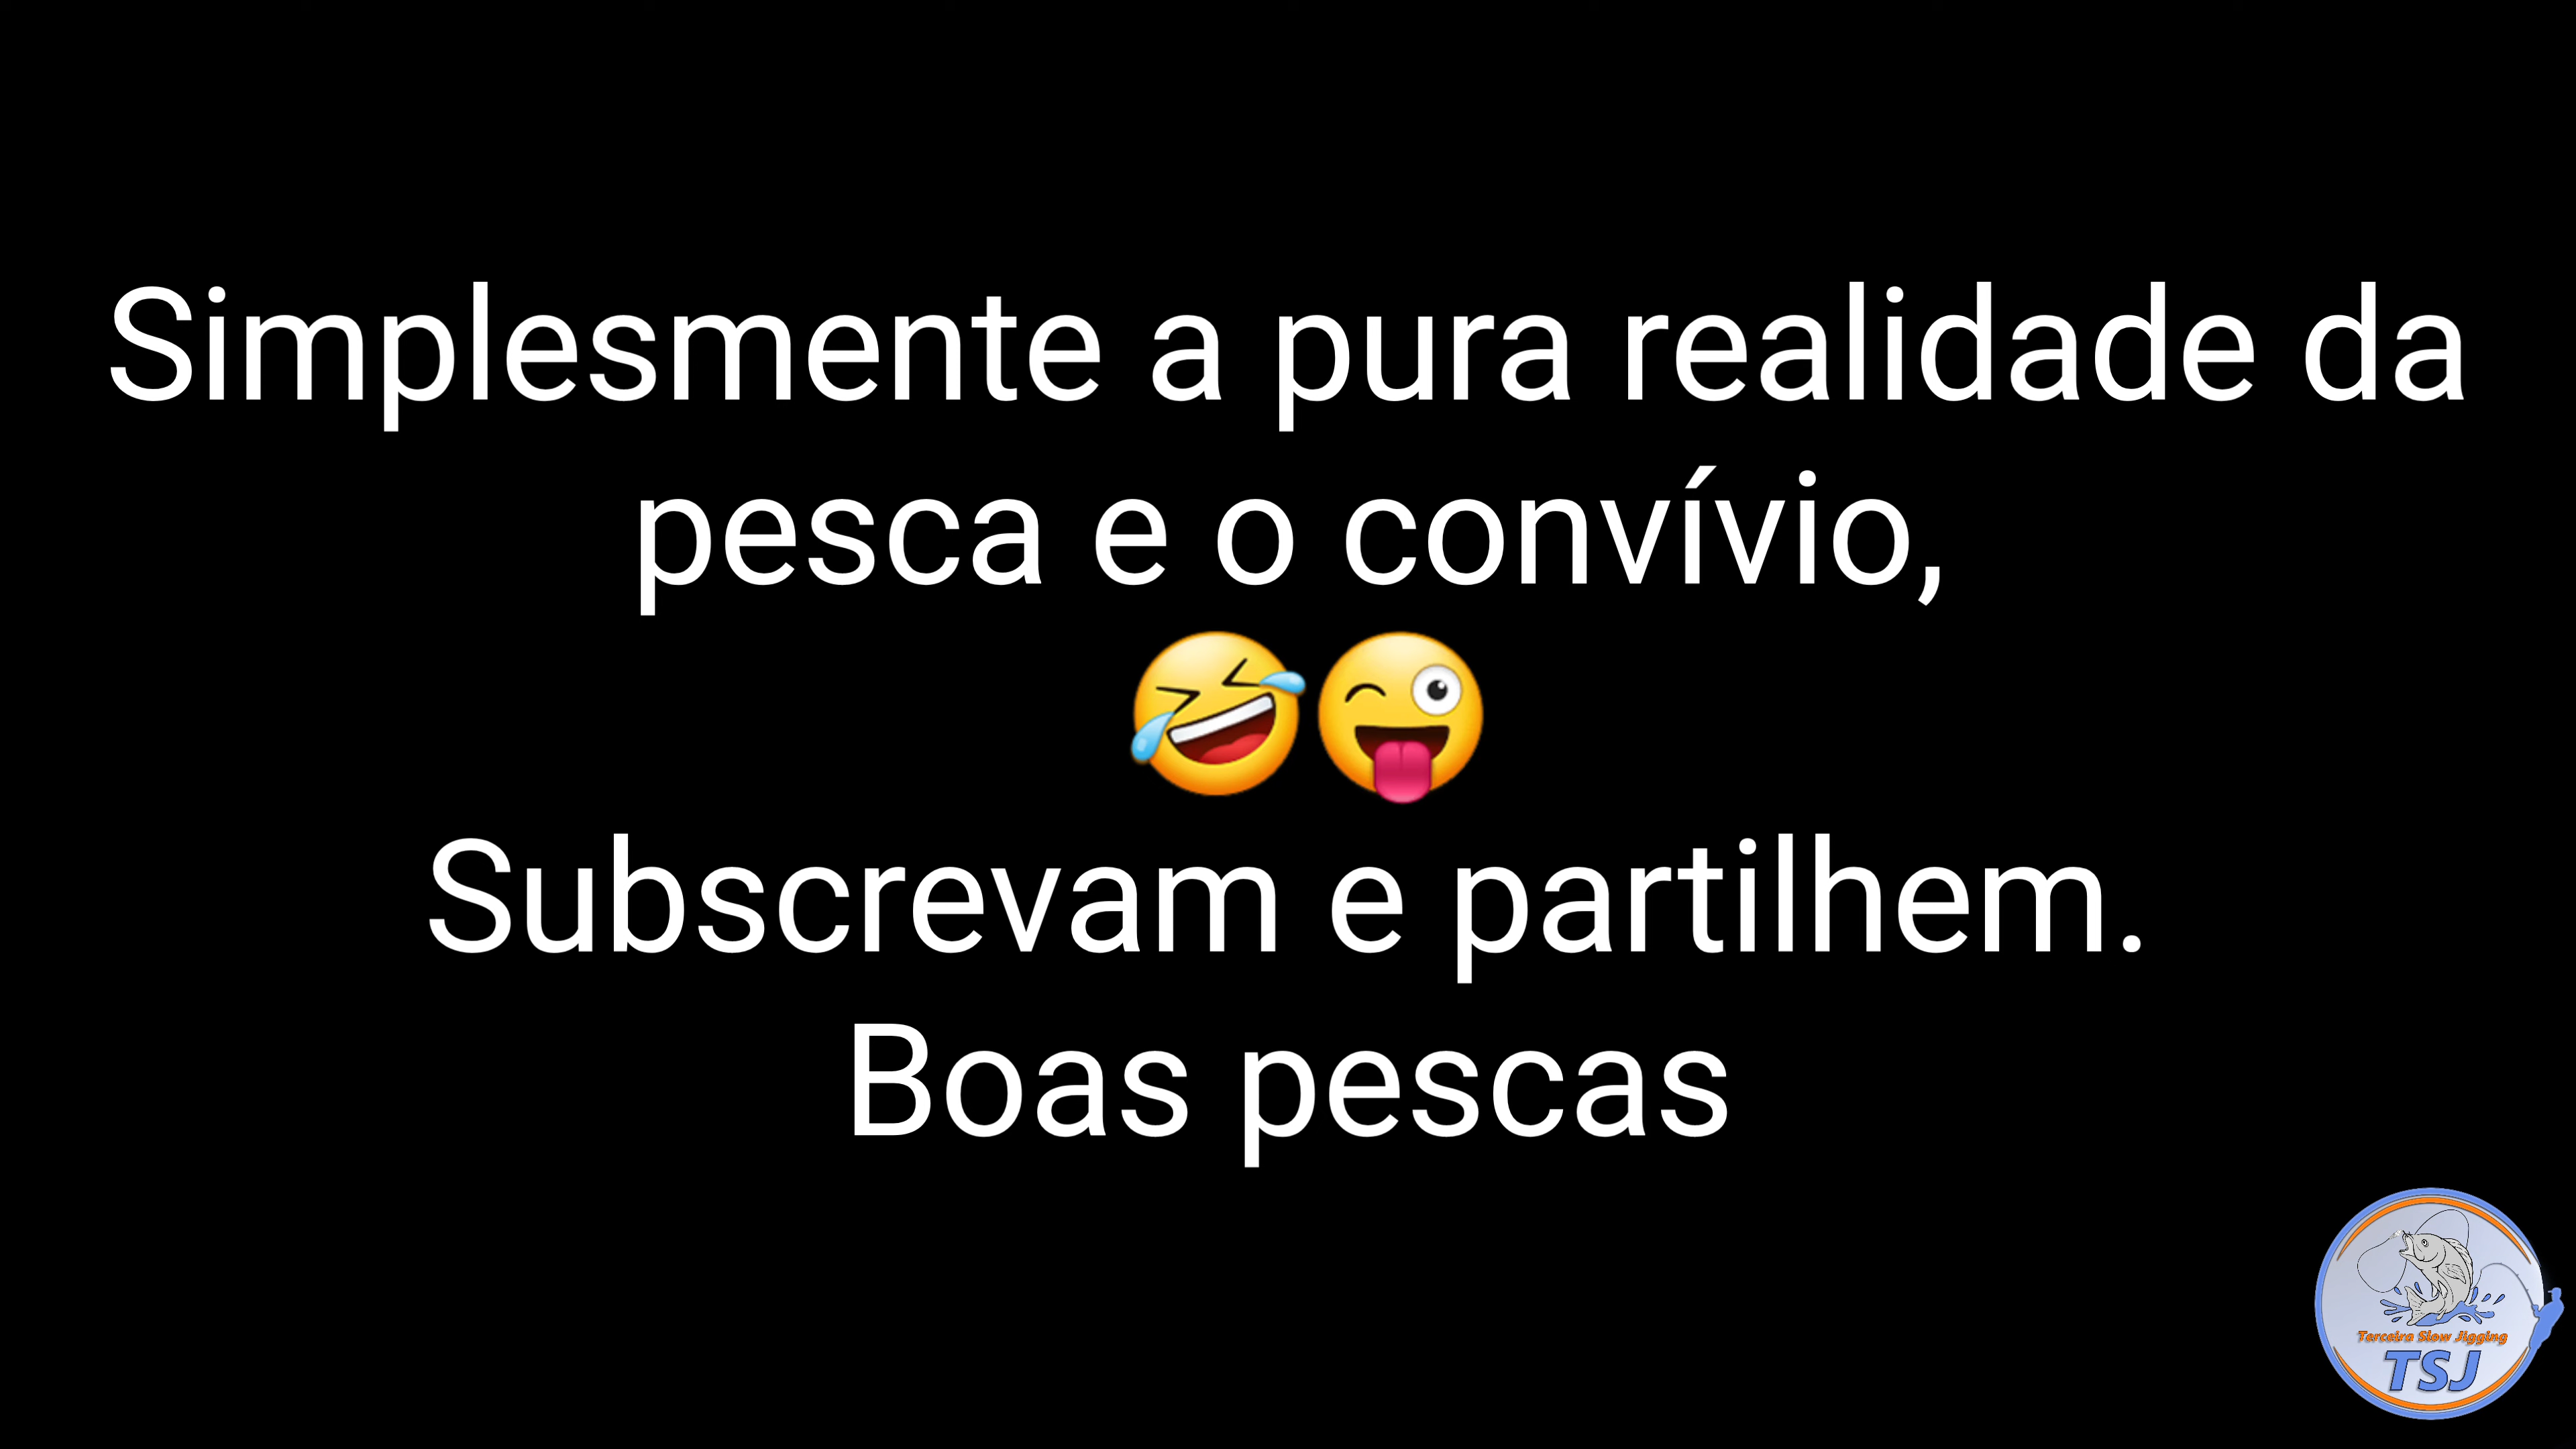 Simplesmente a pura realidade da
pesca e o convívio,
🤣😜
Subscrevam e partilhem.
Boas pescas
Terceira Slow Jigging
TSJ